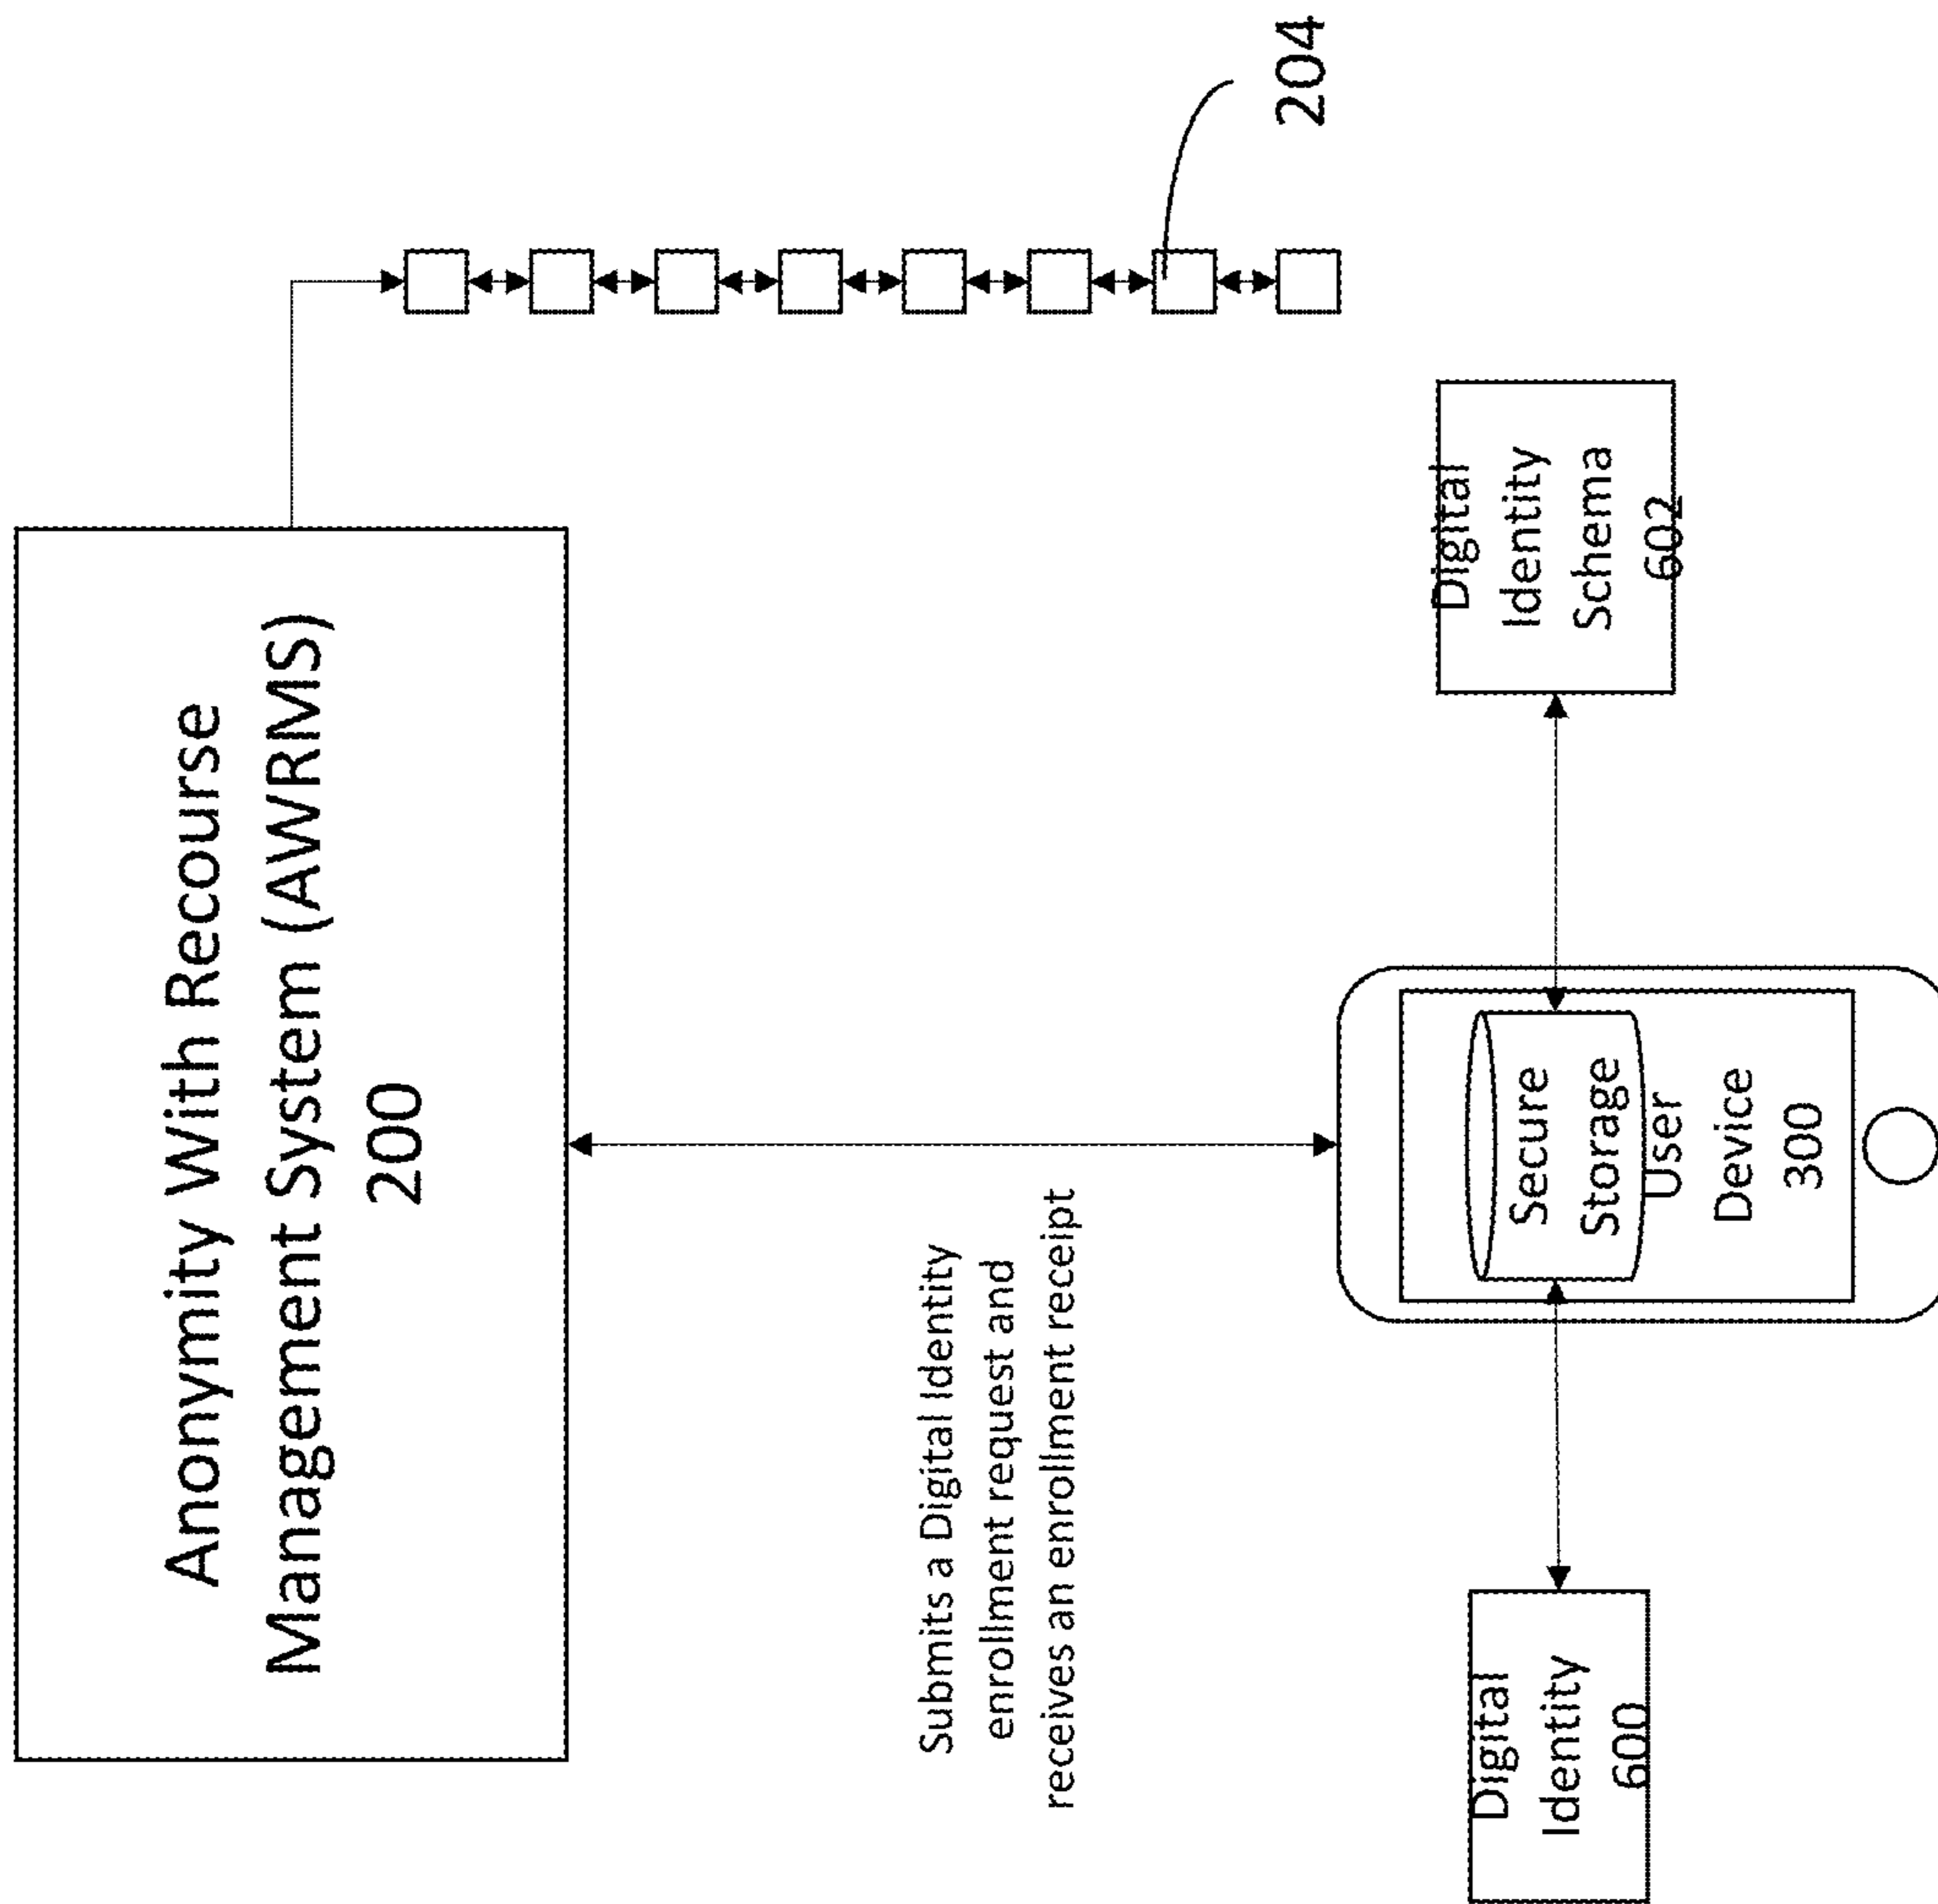 Anonymity With Recourse
Management System (AWRMS)
200
204
Submits a Digital Identity
enrollment request and
receives an enrollment receipt
Digital
Identity
600
Secure
Storage
User
Device
300
Digital
Identity
Schema
602